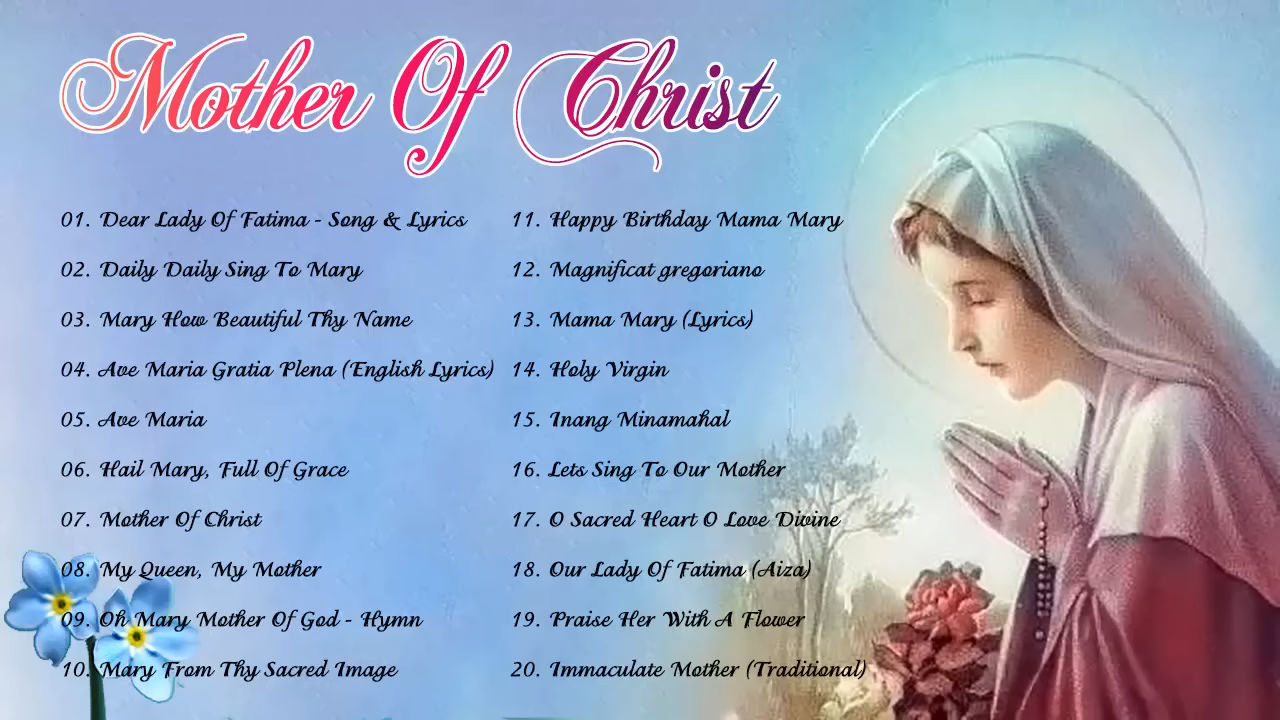 Mother Of Christ
01. Dear Lady Of Fatima - Song & Lyrics
02. Daily Daily Sing To Mary
03. Mary How Beautiful Thy Name
04. Ave Maria Gratia Plena (English Lyrics)
05. Ave Maria
06. Hail Mary, Full Of Grace
07. Mother Of Christ
08. My Queen, My Mother
09. Oh Mary Mother Of God - Hymn
10. Mary From Thy Sacred Image
11. Happy Birthday Mama Mary
12. Magnificat gregoriano
13. Mama Mary (Lyrics)
14. Holy Virgin
15. Inang Minamahal
16. Lets Sing To Our Mother
17. O Sacred Heart O Love Divine
18. Our Lady Of Fatima (Aiza)
19. Praise Her With A Flower
20. Immaculate Mother (Traditional)